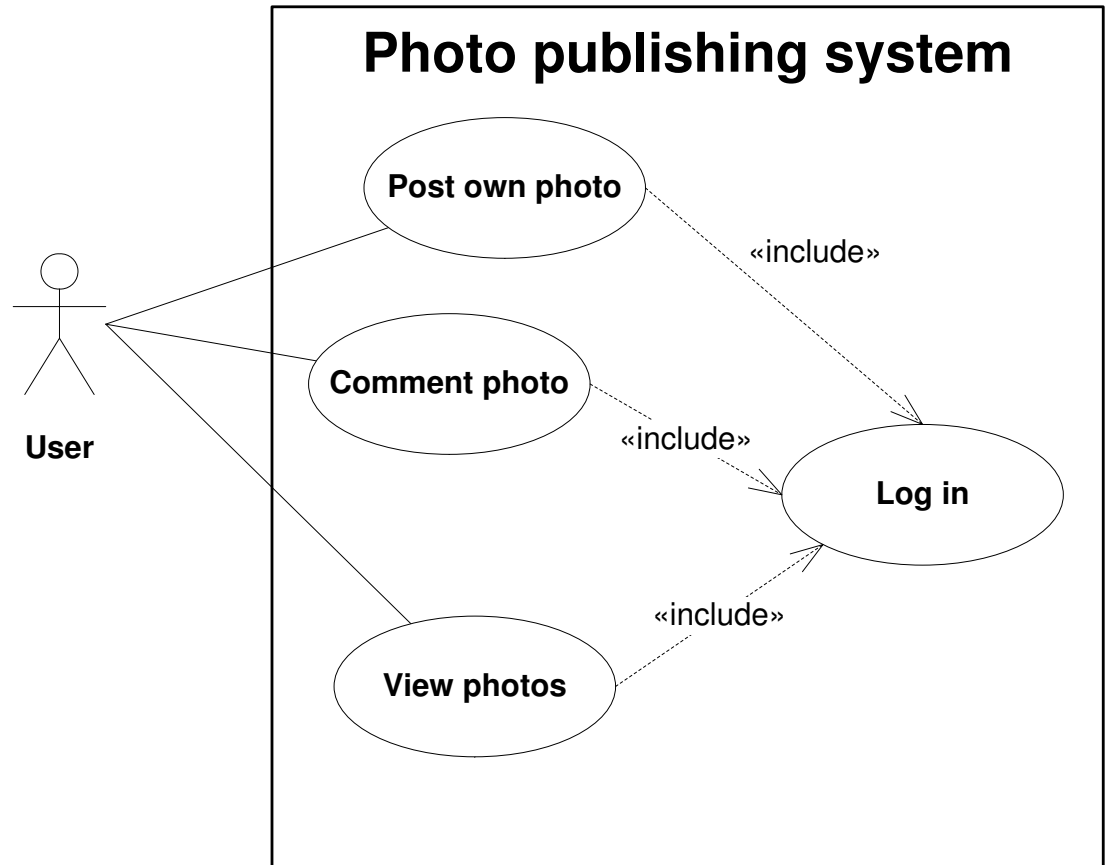 Photo publishing system
Post own photo
«include»
Comment photo
«include»
User
Log in
«include»
View photos